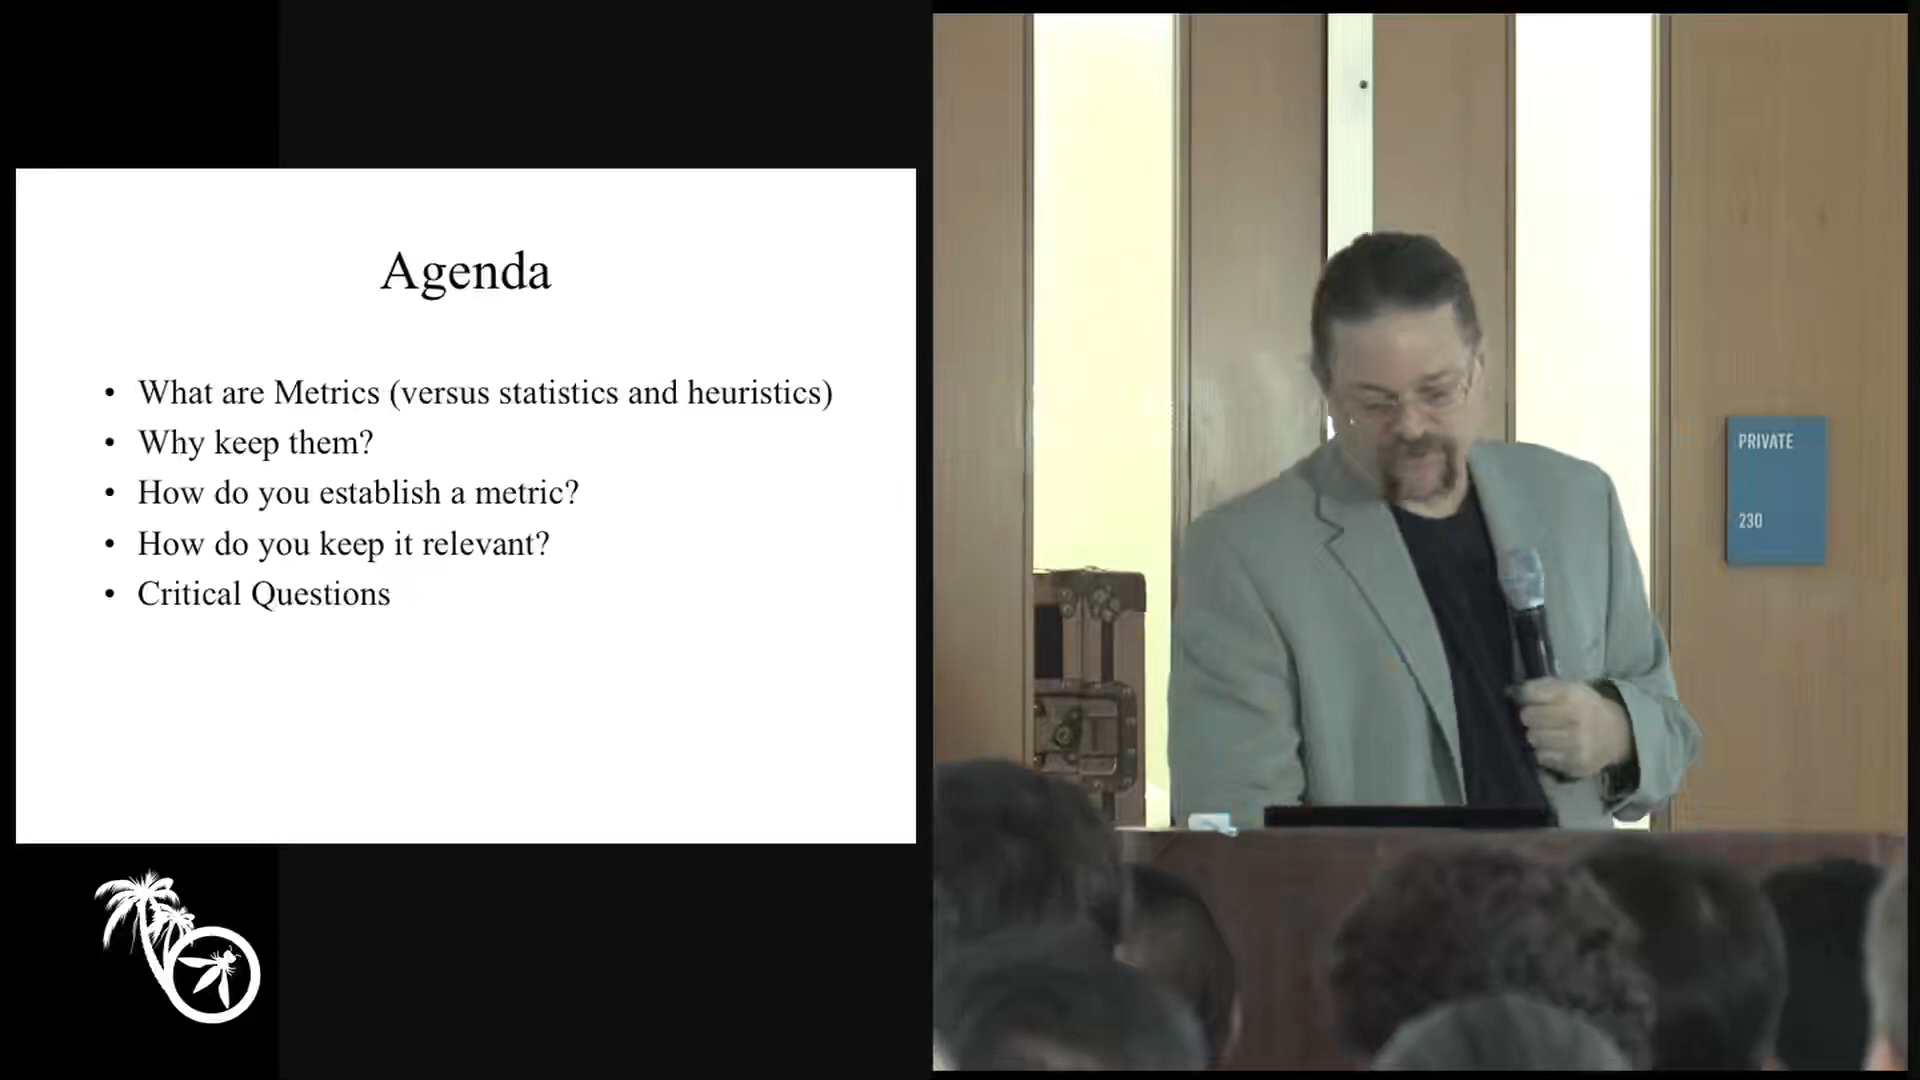 Agenda
• What are Metrics (versus statistics and heuristics)
• Why keep them?
• How do you establish a metric?
• How do you keep it relevant?
• Critical Questions
PRIVATE
230